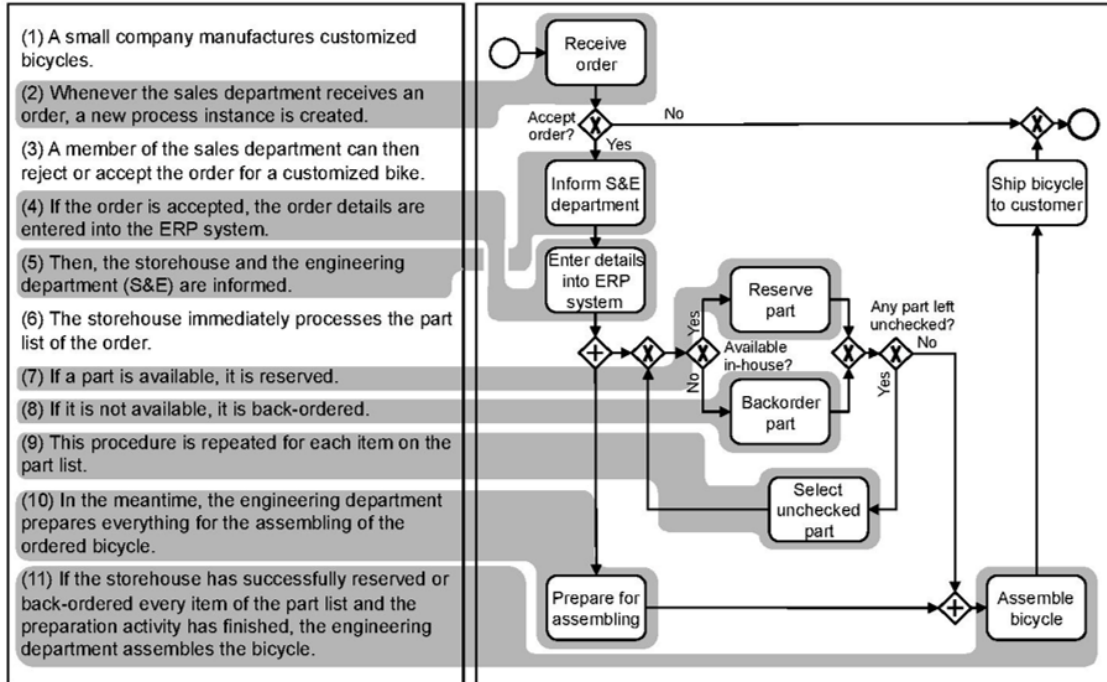 (1) A small company manufactures customized
bicycles.
(2) Whenever the sales department receives an
order, a new process instance is created.
(3) A member of the sales department can then
reject or accept the order for a customized bike.
(4) If the order is accepted, the order details are
entered into the ERP system.
(5) Then, the storehouse and the engineering
department (S&E) are informed.
(6) The storehouse immediately processes the part
list of the order.
(7) If a part is available, it is reserved.
(8) If it is not available, it is back-ordered.
(9) This procedure is repeated for each item on the
part list.
(10) In the meantime, the engineering department
prepares everything for the assembling of the
ordered bicycle.
(11) If the storehouse has successfully reserved or
back-ordered every item of the part list and the
preparation activity has finished, the engineering
department assembles the bicycle.
Receive
order
Accept
order?
No
Yes
Inform S&E
department
Ship bicycle
to customer
Enter details
into ERP
system
Reserve
part
Any part left
unchecked?
Yes
Available
in-house?
No
No
Yes
Backorder
part
Select
unchecked
part
Prepare for
assembling
Assemble
bicycle